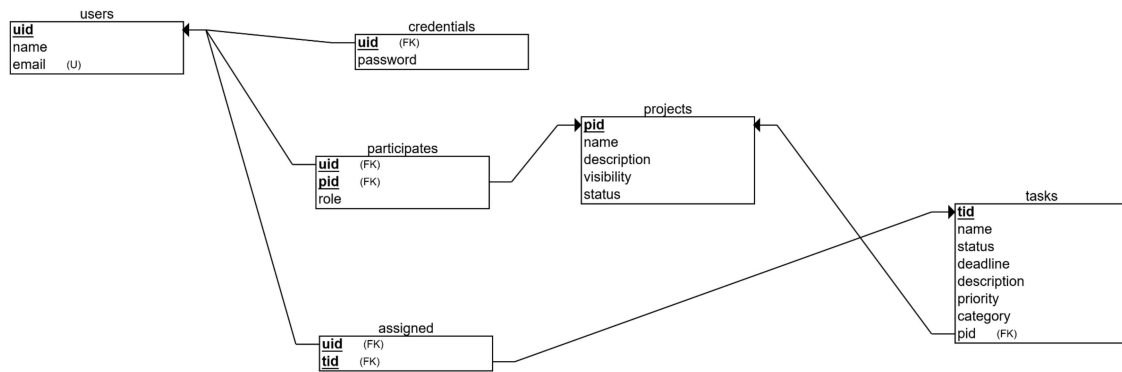 users
uid
name
email (U)
credentials
uid (FK)
password
participates
uid (FK)
pid (FK)
role
projects
pid
name
description
visibility
status
tasks
tid
name
status
deadline
description
priority
category
pid (FK)
assigned
uid (FK)
tid (FK)